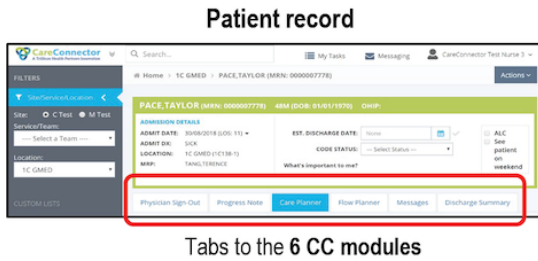 Patient record
CareConnector
A Trillium Health Partners Innovation
Search...
My Tasks
Messaging
CareConnector Test Nurse 3
FILTERS
Home > 1C GMED > PACE,TAYLOR (MRN: 0000007778)
Actions
Site/Service/Location
Site: C Test M Test
Service/Team:
--- Select a Team ---
Location:
1C GMED
CUSTOM LISTS
PACE,TAYLOR (MRN: 0000007778) 48M (DOB: 01/01/1970) OHIP:
ADMISSION DETAILS
ADMIT DATE: 30/08/2018 (LOS: 11)
ADMIT DX: SICK
LOCATION: 1C GMED (1C138-1)
MRP: TANG,TERENCE
EST. DISCHARGE DATE: None
CODE STATUS: --- Select Status ---
What's important to me?
ALC
See
patient
on
weekend
Physician Sign-Out Progress Note Care Planner Flow Planner Messages Discharge Summary
Tabs to the 6 CC modules